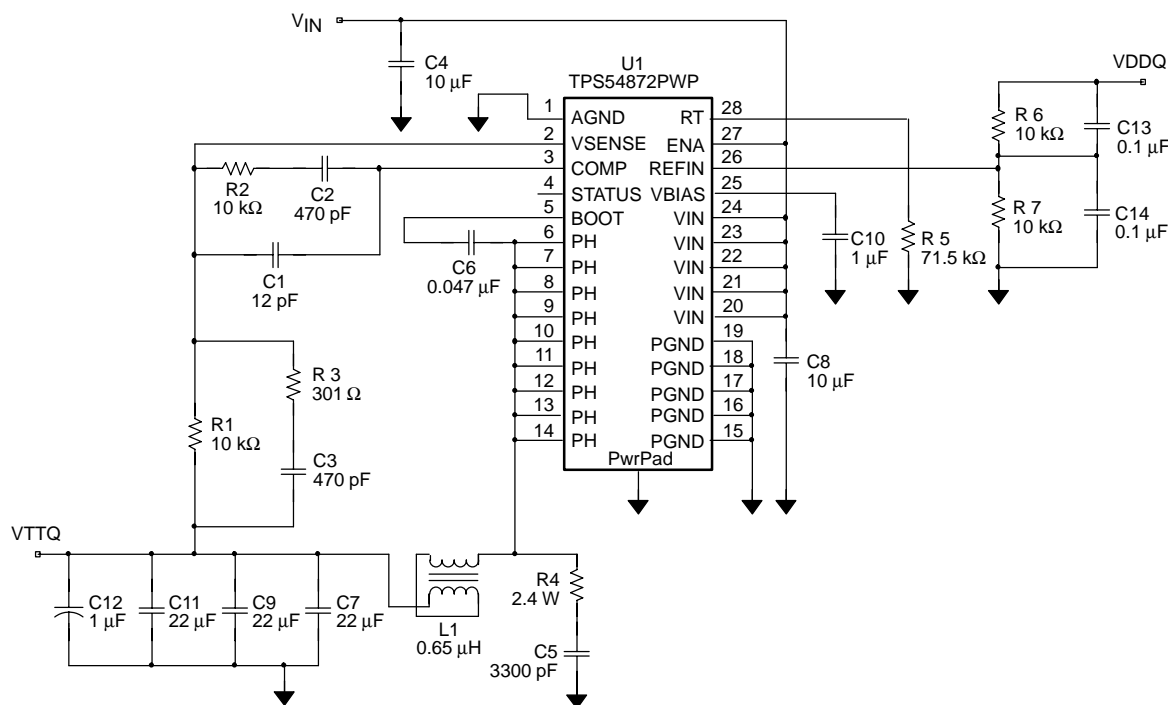 VIN
C4
10 µF
U1
TPS54872PWP
VDDQ
1
AGND
RT
28
2
VSENSE
ENA
27
3
COMP
REFIN
26
4
STATUS
VBIAS
25
5
BOOT
VIN
24
6
PH
VIN
23
7
PH
VIN
22
8
PH
VIN
21
9
PH
VIN
20
10
PH
PGND
19
11
PH
PGND
18
12
PH
PGND
17
13
PH
PGND
16
14
PH
PGND
15
PwrPad
R2
10 kΩ
C2
470 pF
C1
12 pF
C6
0.047 µF
R 6
10 kΩ
C13
0.1 µF
R 7
10 kΩ
C14
0.1 µF
C10
1 µF
R 5
71.5 kΩ
C8
10 µF
R 3
301 Ω
R1
10 kΩ
C3
470 pF
VTTQ
C12
1 µF
C11
22 µF
C9
22 µF
C7
22 µF
L1
0.65 µH
R4
2.4 W
C5
3300 pF